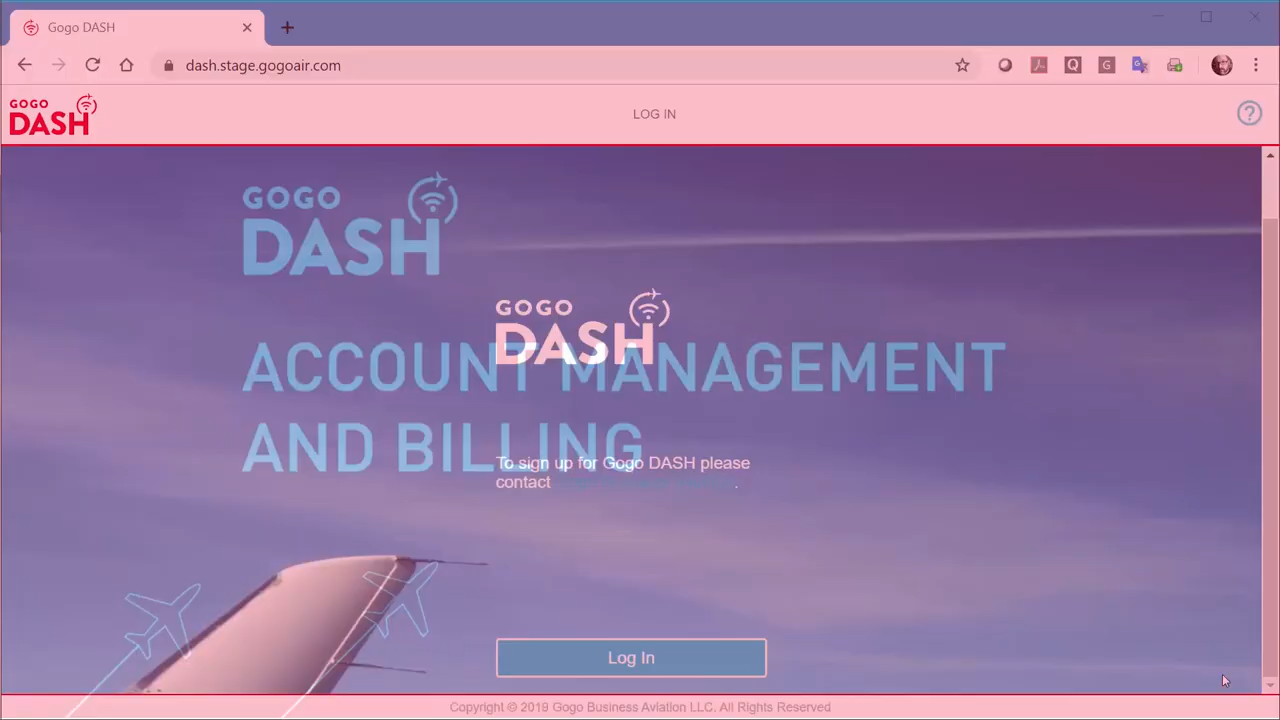 Gogo DASH
dash.stage.gogoair.com
GOGO
DASH
LOG IN
GOGO
DASH
GOGO
DASH
ACCOUNT MANAGEMENT
AND BILLING
To sign up for Gogo DASH please
contact .
Log In
Copyright © 2019 Gogo Business Aviation LLC. All Rights Reserved